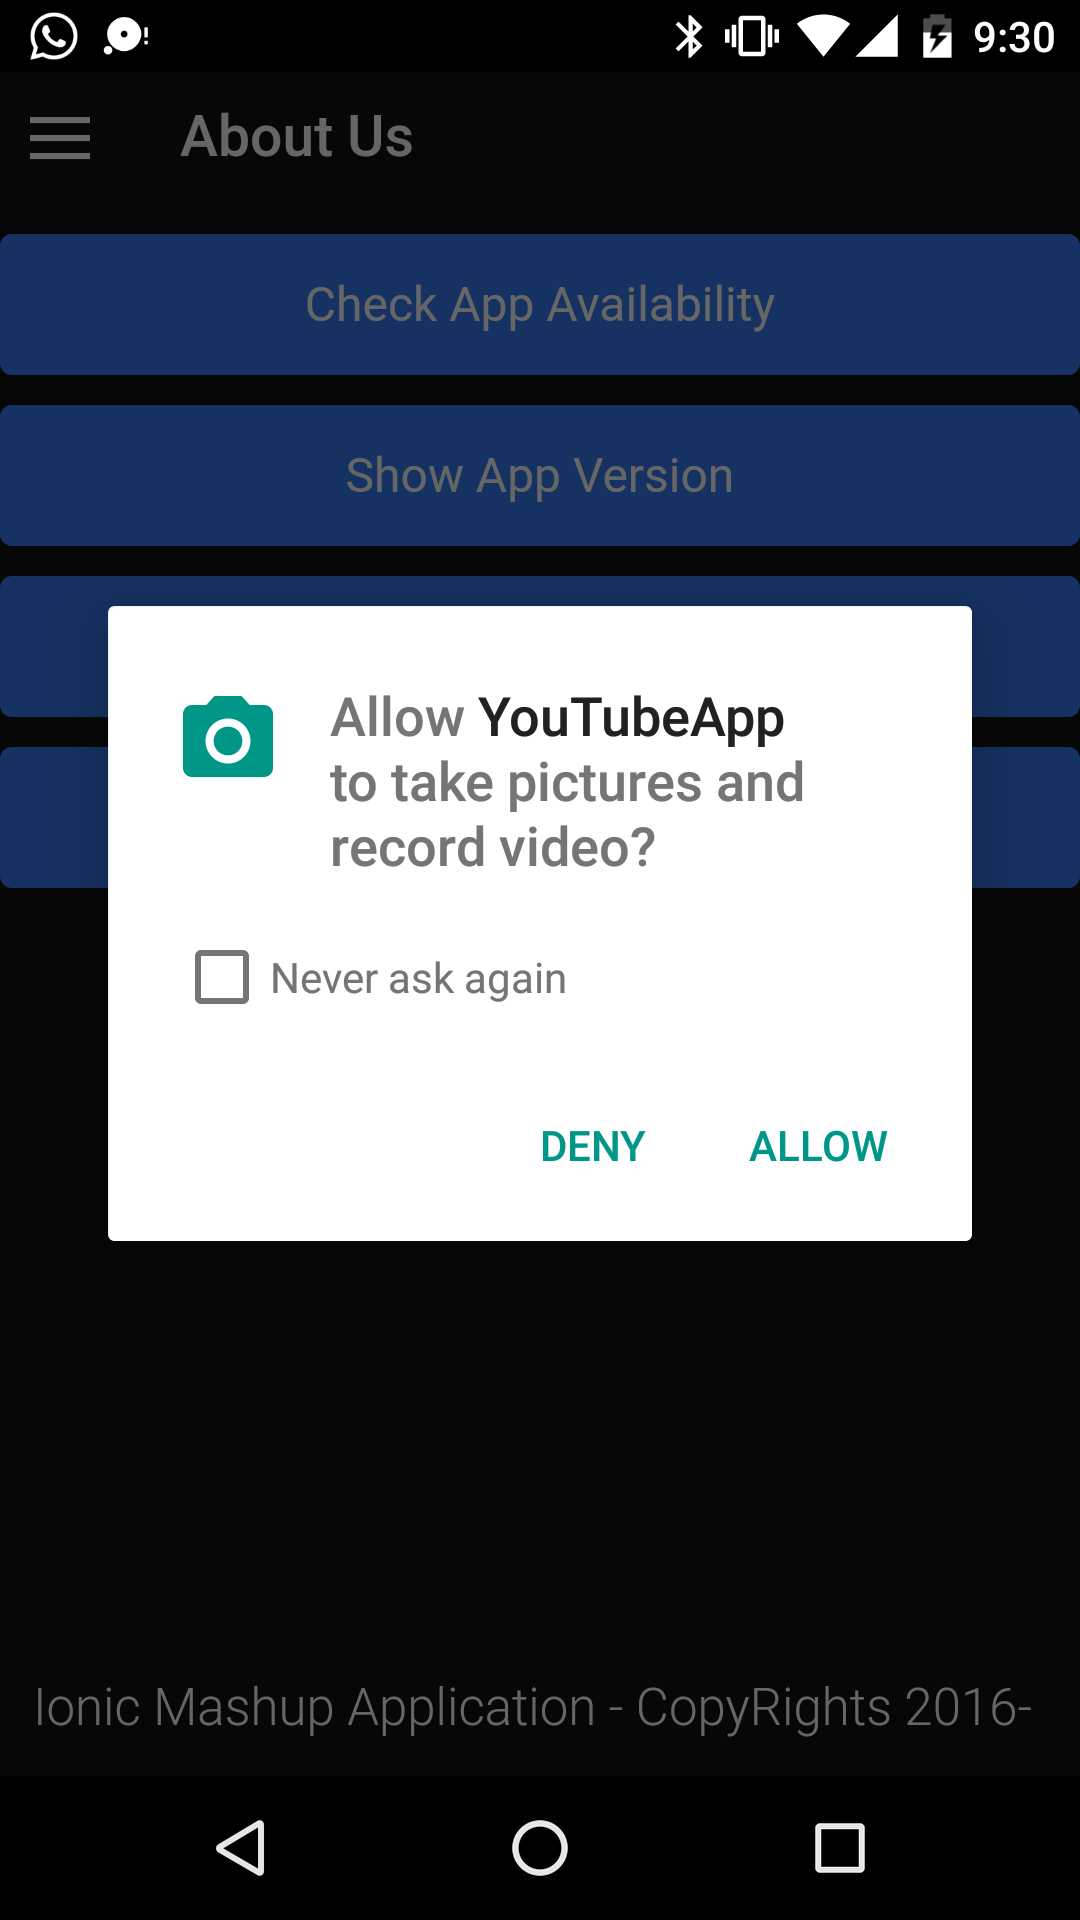 9:30
About Us
Check App Availability
Show App Version
Allow YouTubeApp
to take pictures and
record video?
Never ask again
DENY ALLOW
Ionic Mashup Application - CopyRights 2016-